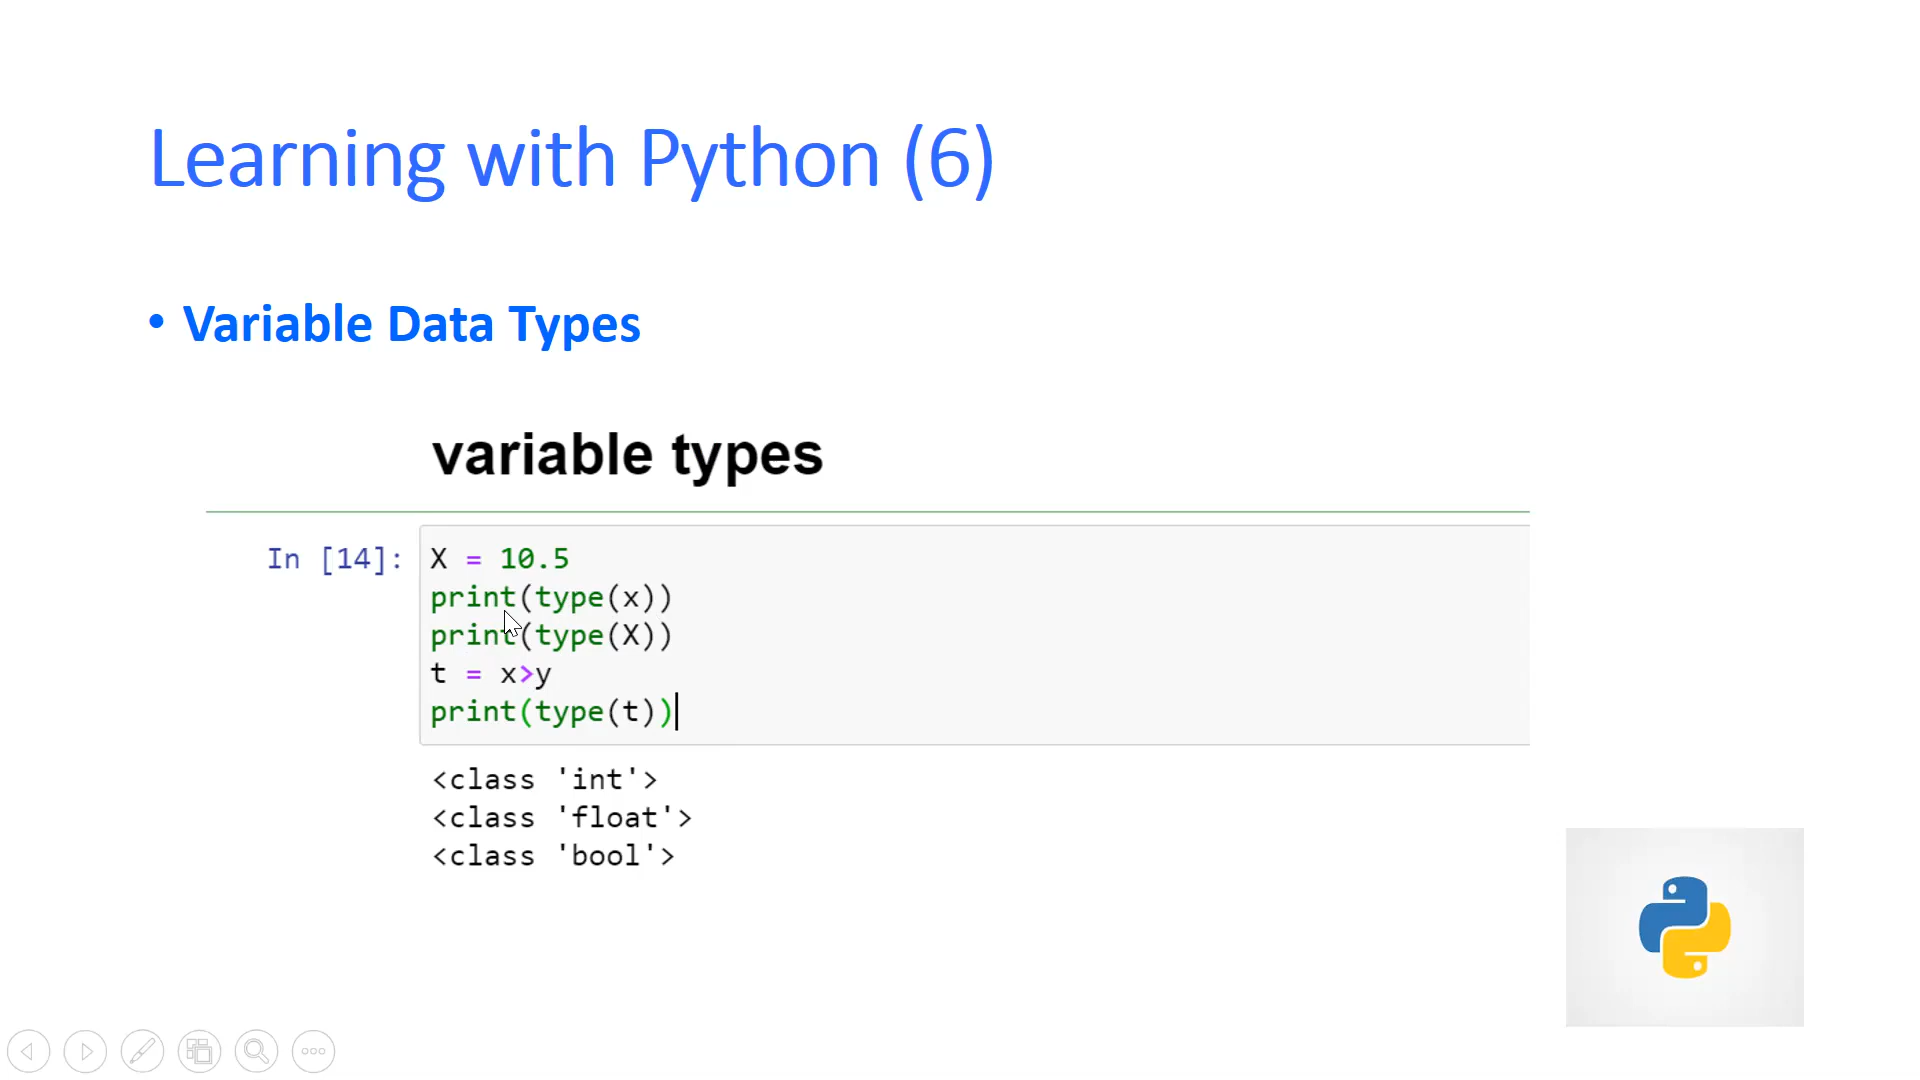 Learning with Python (6)
• Variable Data Types
variable types
In [14]:
X = 10.5
print(type(x))
print(type(X))
t = x>y
print(type(t))
<class 'int'>
<class 'float'>
<class 'bool'>